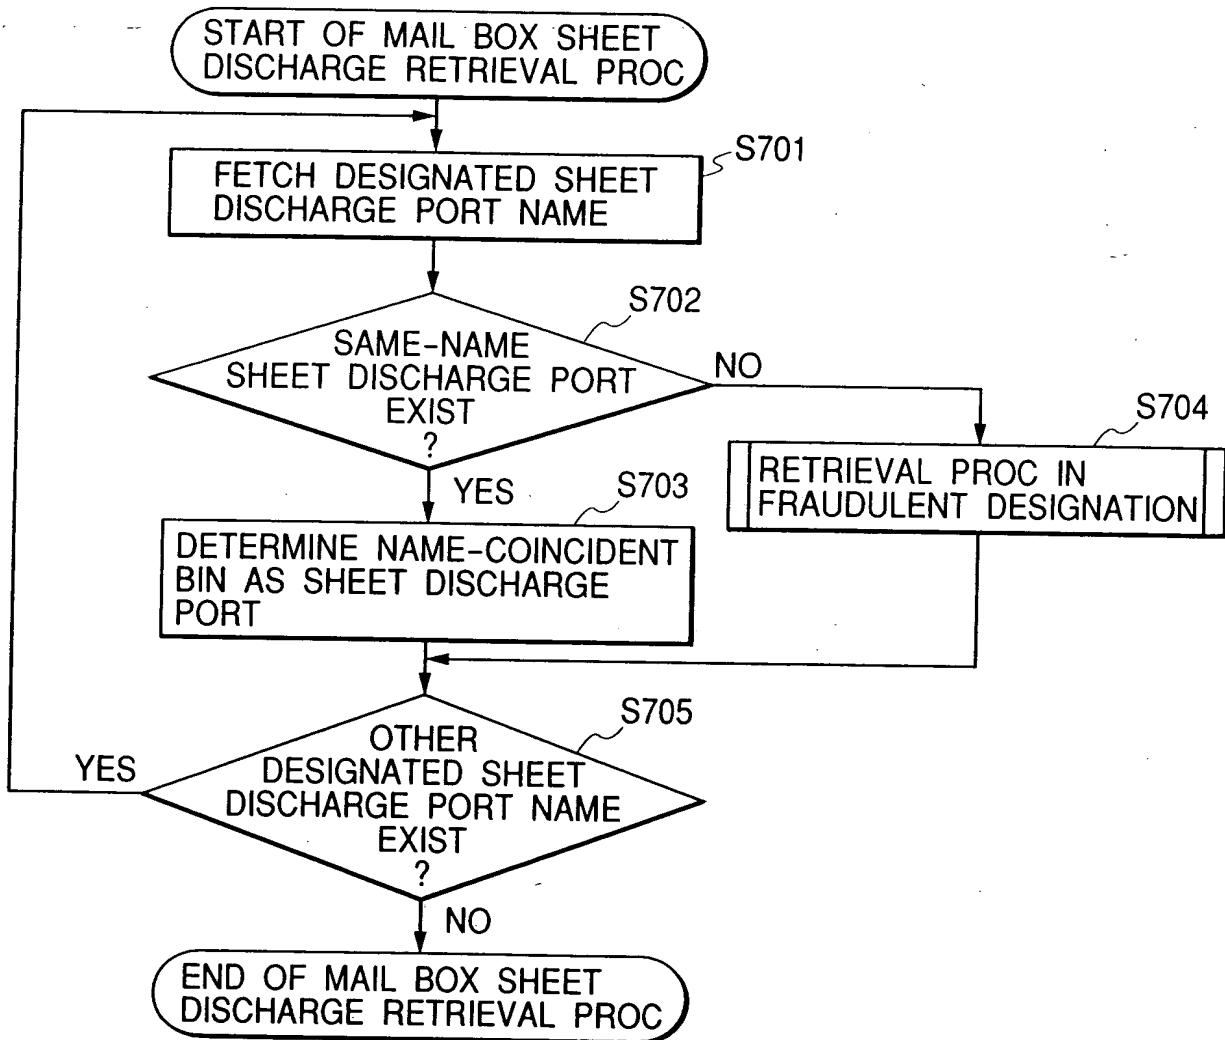 START OF MAIL BOX SHEET
DISCHARGE RETRIEVAL PROC
S701
FETCH DESIGNATED SHEET
DISCHARGE PORT NAME
S702
SAME-NAME
SHEET DISCHARGE PORT
EXIST
?
NO
YES
S704
RETRIEVAL PROC IN
FRAUDULENT DESIGNATION
S703
DETERMINE NAME-COINCIDENT
BIN AS SHEET DISCHARGE
PORT
S705
OTHER
DESIGNATED SHEET
DISCHARGE PORT NAME
EXIST
?
YES
NO
END OF MAIL BOX SHEET
DISCHARGE RETRIEVAL PROC